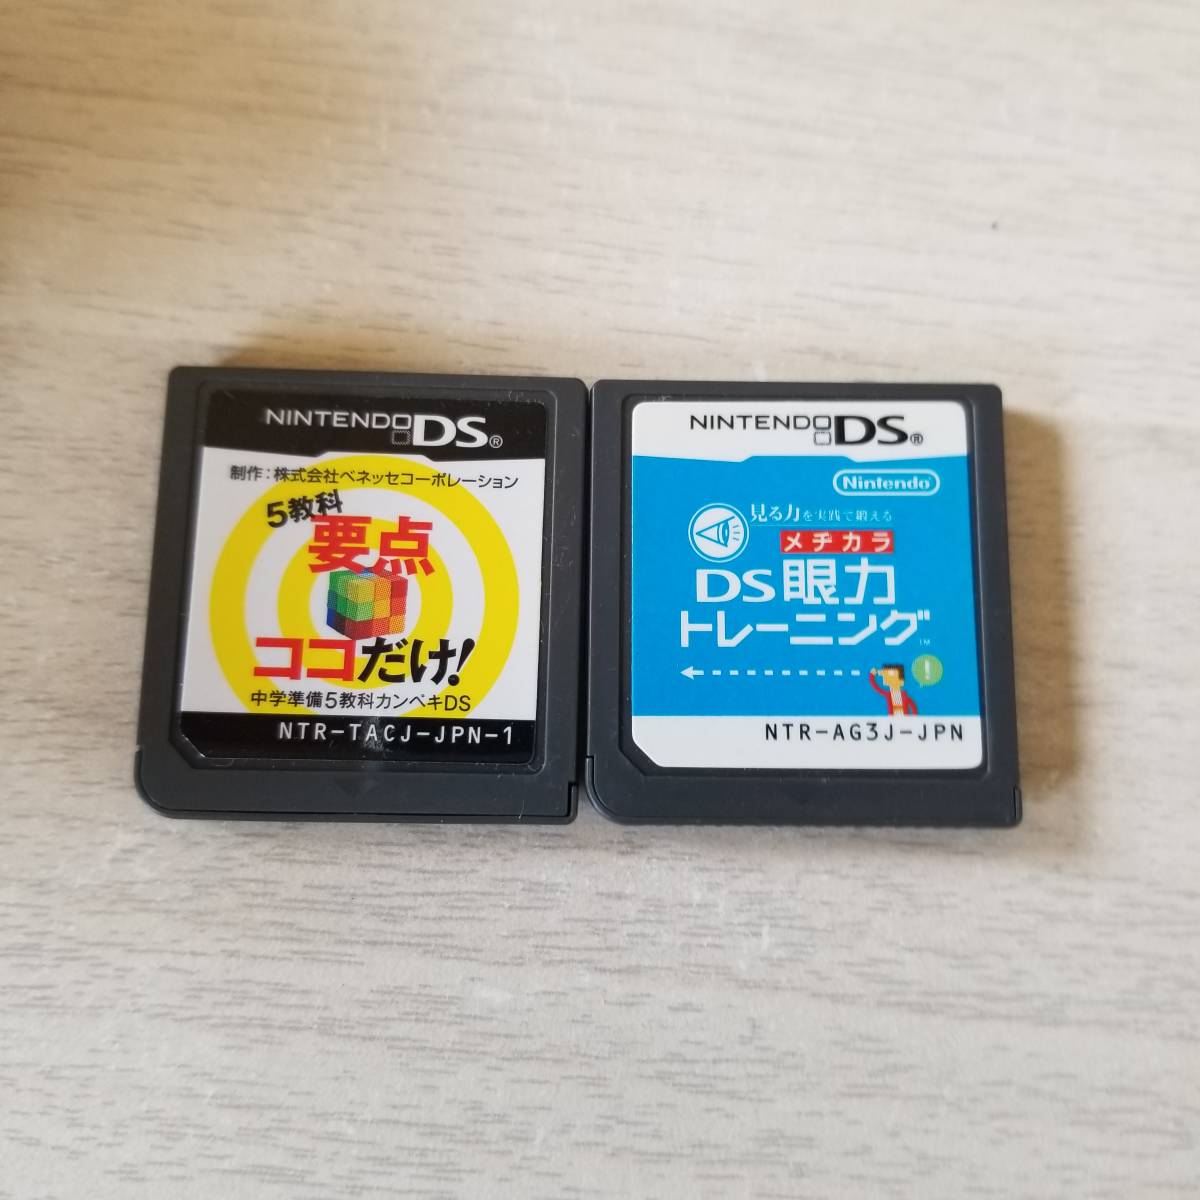 NINTENDO DS®
制作：株式会社ベネッセコーポレーション
5教科
要点
ココだけ!
中学準備5教科カンペキDS
NTR-TACJ-JPN-1
NINTENDO DS®
Nintendo®
見る力を実践で鍛える
メヂカラ
DS眼力
トレーニング™
!
NTR-AG3J-JPN